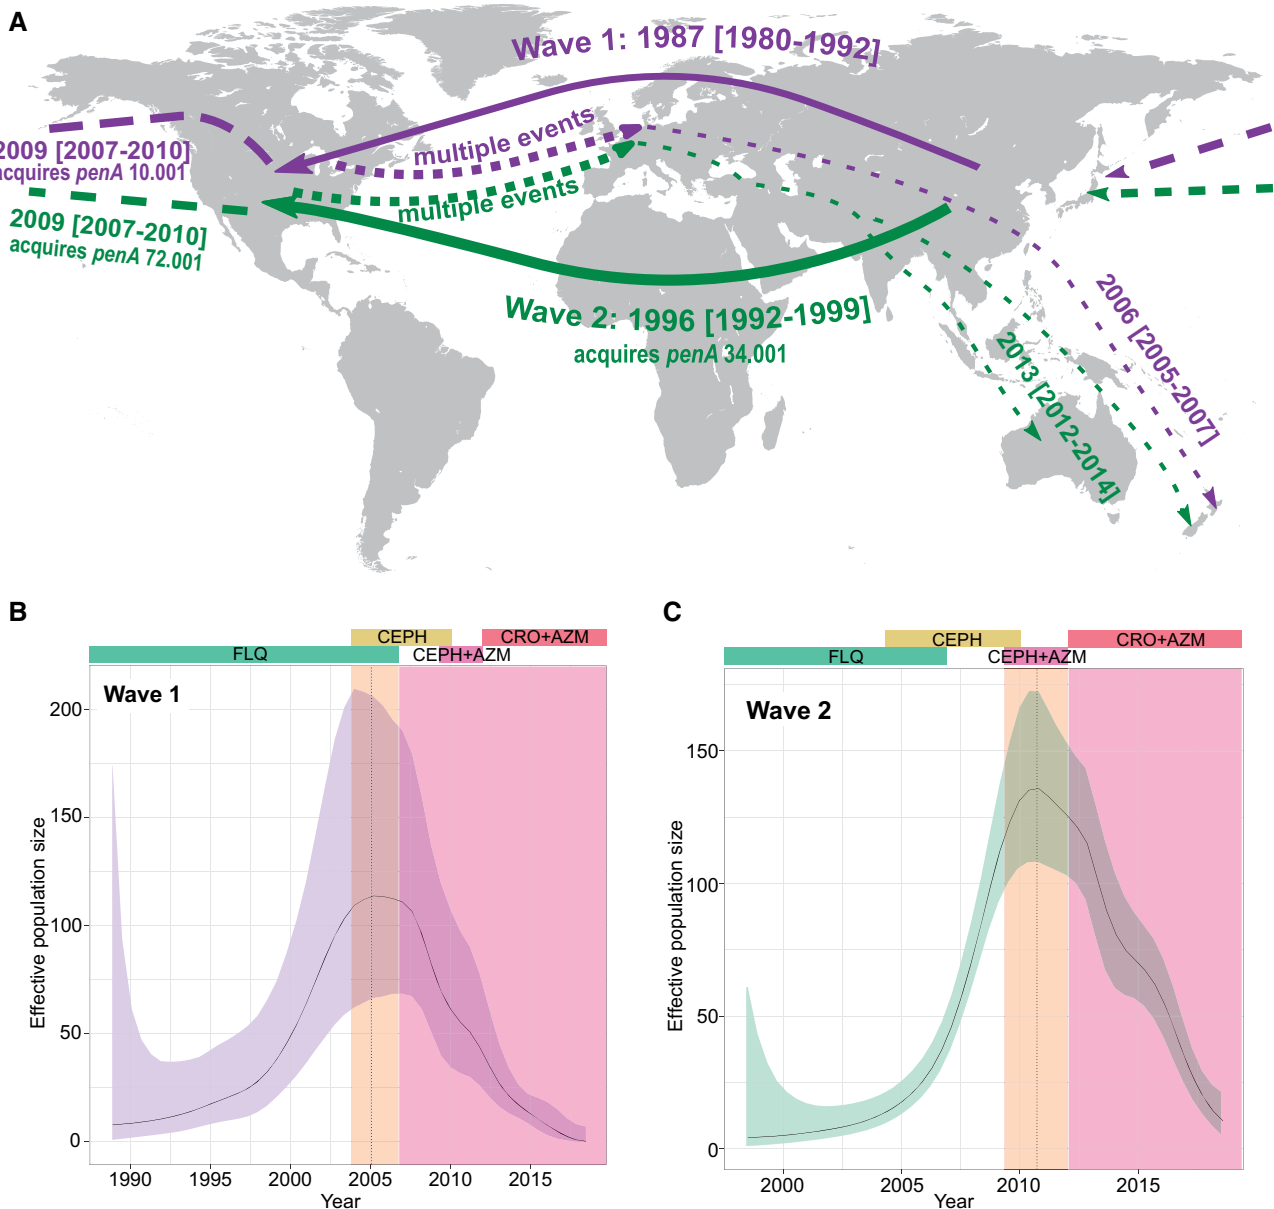 A
Wave 1: 1987 [1980-1992]
multiple events
2009 [2007-2010]
acquires penA 10.001
multiple events
2009 [2007-2010]
acquires penA 72.001
Wave 2: 1996 [1992-1999]
acquires penA 34.001
2006 [2005-2007]
2013 [2012-2014]
B
CEPH
CRO+AZM
FLQ
CEPH+AZM
Wave 1
200
150
100
50
0
Effective population size
1990
1995
2000
2005
2010
2015
Year
C
CEPH
CRO+AZM
FLQ
CEPH+AZM
Wave 2
150
100
50
0
Effective population size
2000
2005
2010
2015
Year